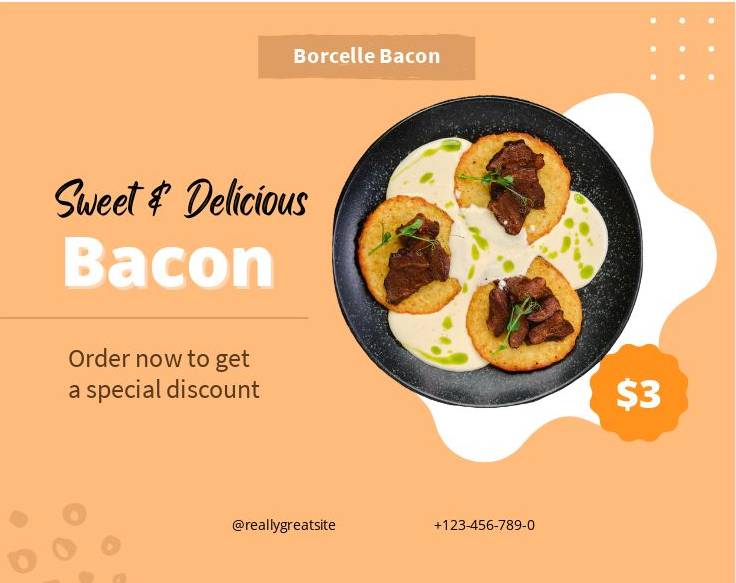 Borcelle Bacon
Sweet & Delicious
Bacon
Order now to get
a special discount
$3
@reallygreatsite
+123-456-789-0